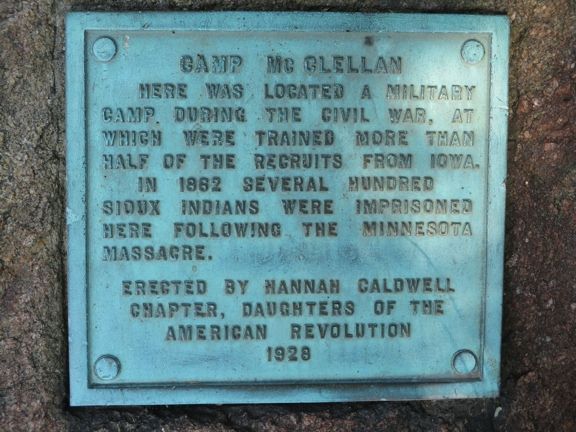 CAMP McCLELLAN
HERE WAS LOCATED A MILITARY
CAMP, DURING THE CIVIL WAR, AT
WHICH WERE TRAINED MORE THAN
HALF OF THE RECRUITS FROM IOWA.
IN 1862 SEVERAL HUNDRED
SIOUX INDIANS WERE IMPRISONED
HERE FOLLOWING THE MINNESOTA
MASSACRE.
ERECTED BY HANNAH CALDWELL
CHAPTER, DAUGHTERS OF THE
AMERICAN REVOLUTION
1928